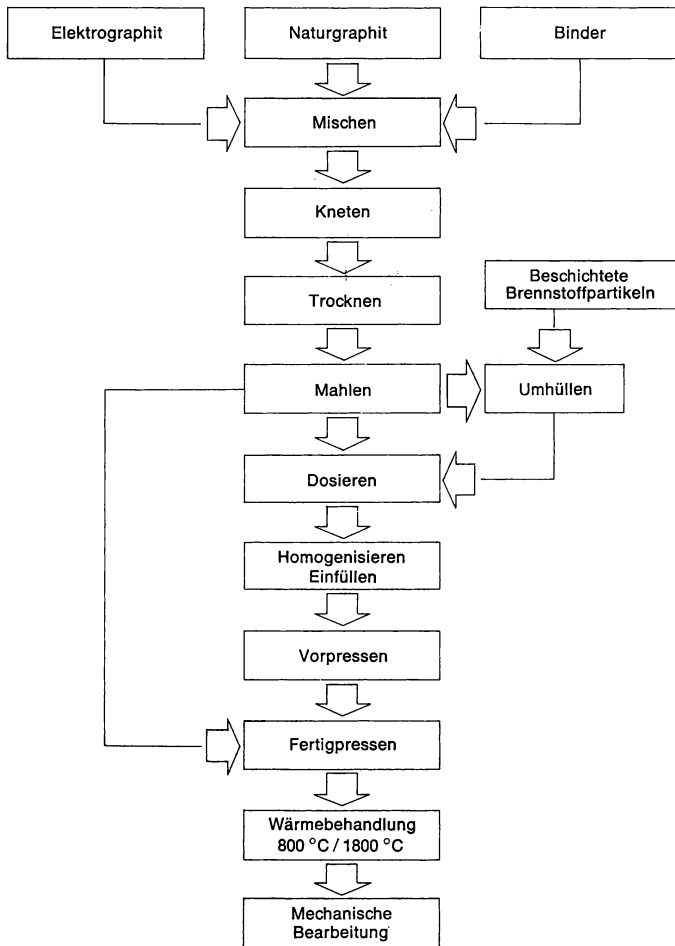 Elektrographit
Naturgraphit
Binder
Mischen
Kneten
Trocknen
Beschichtete
Brennstoffpartikeln
Mahlen
Umhüllen
Dosieren
Homogenisieren
Einfüllen
Vorpressen
Fertigpressen
Wärmebehandlung
800 °C / 1800 °C
Mechanische
Bearbeitung